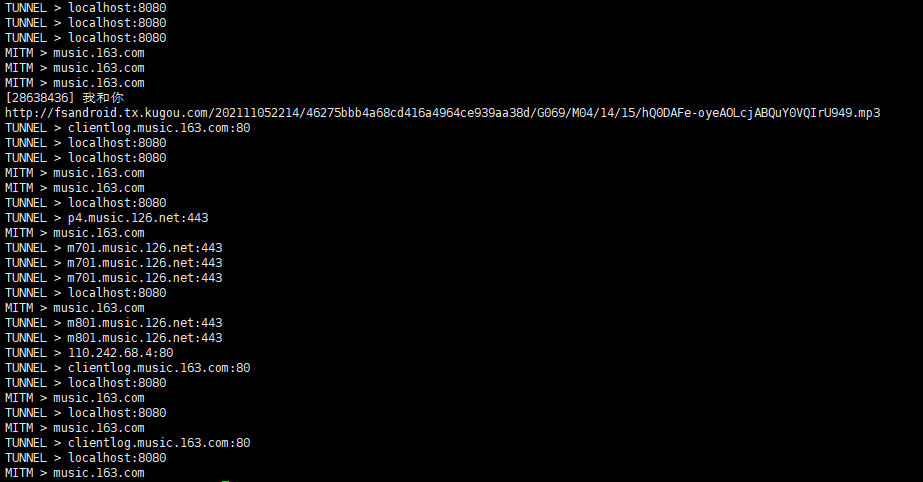 TUNNEL > localhost:8080
TUNNEL > localhost:8080
TUNNEL > localhost:8080
MITM > music.163.com
MITM > music.163.com
MITM > music.163.com
[28638436] 我和你
http://fsandroid.tx.kugou.com/202111052214/46275bbb4a68cd416a4964ce939aa38d/G069/M04/14/15/hQ0DAFe-oyeAOLcjABQuY0VQIrU949.mp3
TUNNEL > clientlog.music.163.com:80
TUNNEL > localhost:8080
TUNNEL > localhost:8080
MITM > music.163.com
MITM > music.163.com
TUNNEL > localhost:8080
TUNNEL > p4.music.126.net:443
MITM > music.163.com
TUNNEL > m701.music.126.net:443
TUNNEL > m701.music.126.net:443
TUNNEL > m701.music.126.net:443
TUNNEL > localhost:8080
MITM > music.163.com
TUNNEL > m801.music.126.net:443
TUNNEL > m801.music.126.net:443
TUNNEL > 110.242.68.4:80
TUNNEL > clientlog.music.163.com:80
TUNNEL > localhost:8080
MITM > music.163.com
TUNNEL > localhost:8080
MITM > music.163.com
TUNNEL > clientlog.music.163.com:80
TUNNEL > localhost:8080
MITM > music.163.com